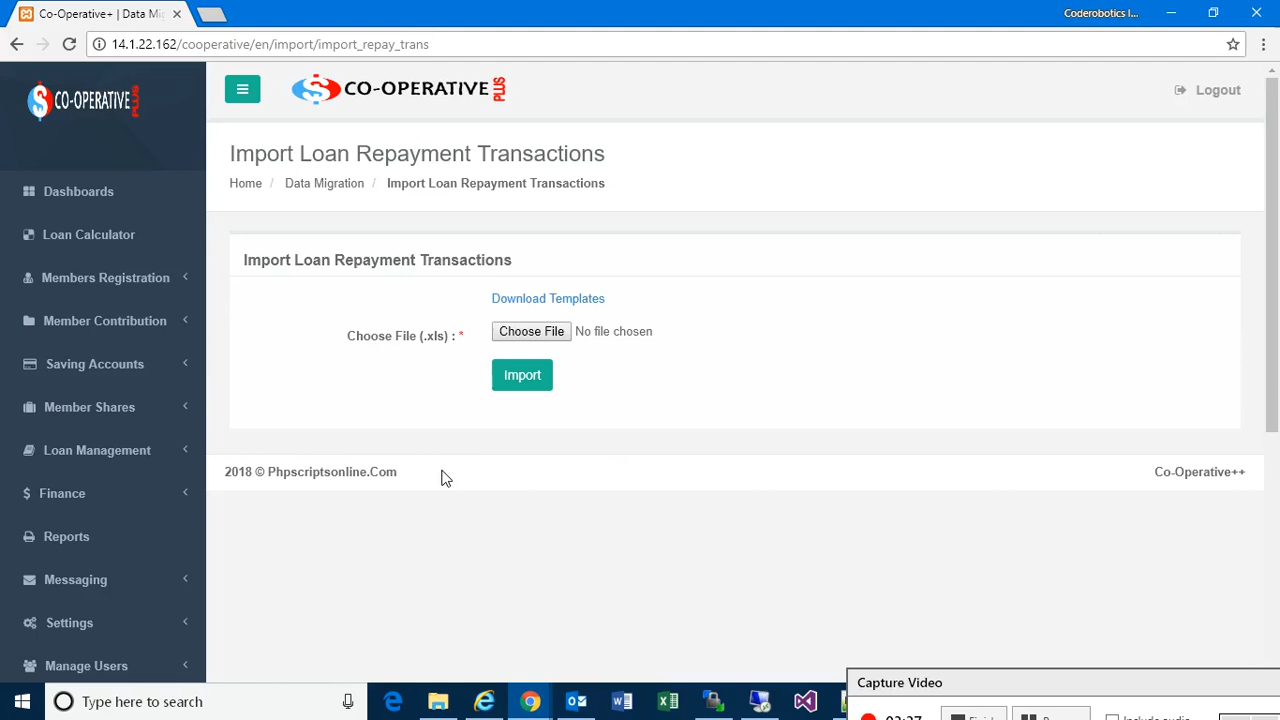 Co-Operative+ | Data Mi
Coderobotics I...
14.1.22.162/cooperative/en/import/import_repay_trans
CO-OPERATIVE PLUS
CO-OPERATIVE PLUS
Logout
Import Loan Repayment Transactions
Home / Data Migration / Import Loan Repayment Transactions
Dashboards
Loan Calculator
Members Registration
Member Contribution
Saving Accounts
Member Shares
Loan Management
$ Finance
Reports
Messaging
Settings
Manage Users
Import Loan Repayment Transactions
Download Templates
Choose File (.xls) : *
Choose File No file chosen
Import
2018 © Phpscriptsonline.Com
Co-Operative++
Capture Video
Type here to search